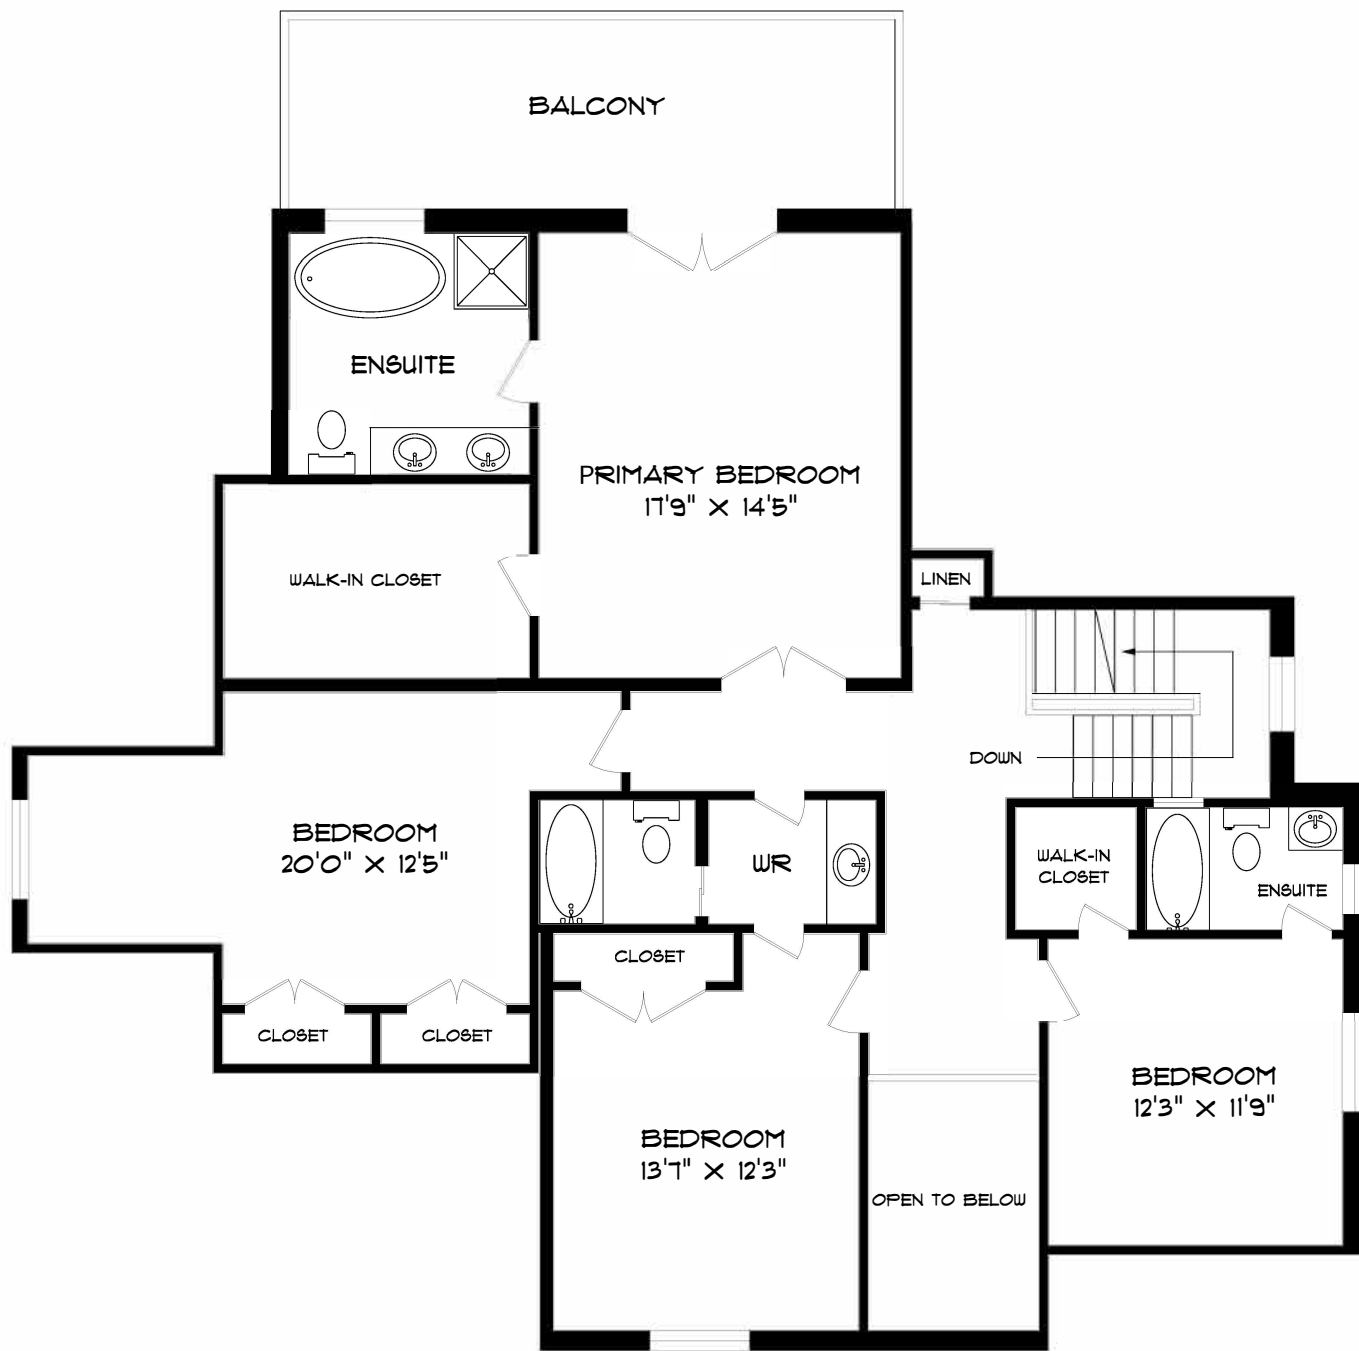 BALCONY
ENSUITE
PRIMARY BEDROOM
17'9" X 14'5"
WALK-IN CLOSET
LINEN
DOWN
BEDROOM
20'0" X 12'5"
WR
WALK-IN
CLOSET
ENSUITE
CLOSET
CLOSET
CLOSET
BEDROOM
12'3" X 11'9"
BEDROOM
13'7" X 12'3"
OPEN TO BELOW